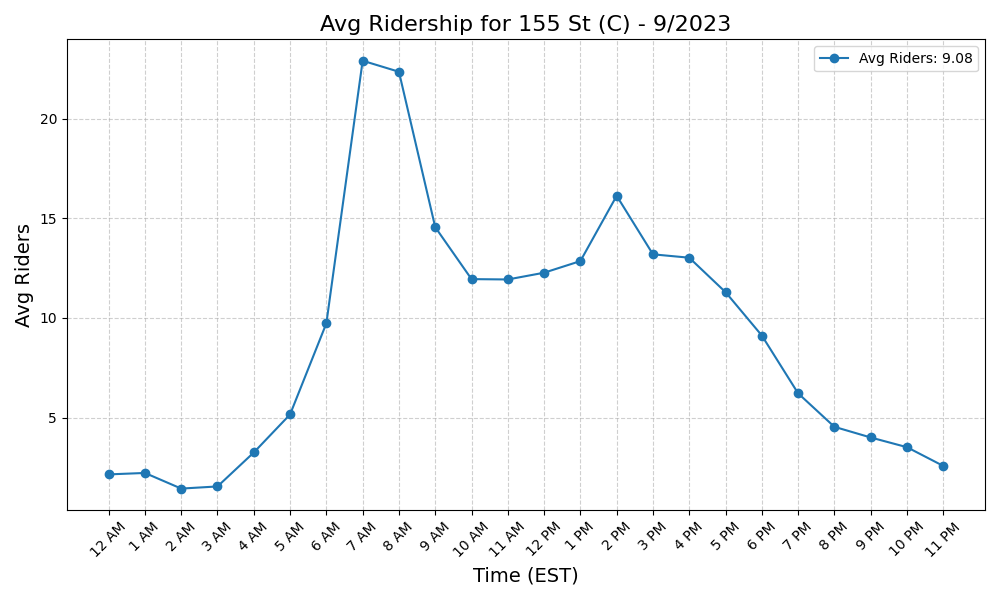 Avg Ridership for 155 St (C) - 9/2023
Avg Riders: 9.08
Avg Riders
20
15
10
5
12 AM
1 AM
2 AM
3 AM
4 AM
5 AM
6 AM
7 AM
8 AM
9 AM
10 AM
11 AM
12 PM
1 PM
2 PM
3 PM
4 PM
5 PM
6 PM
7 PM
8 PM
9 PM
10 PM
11 PM
Time (EST)